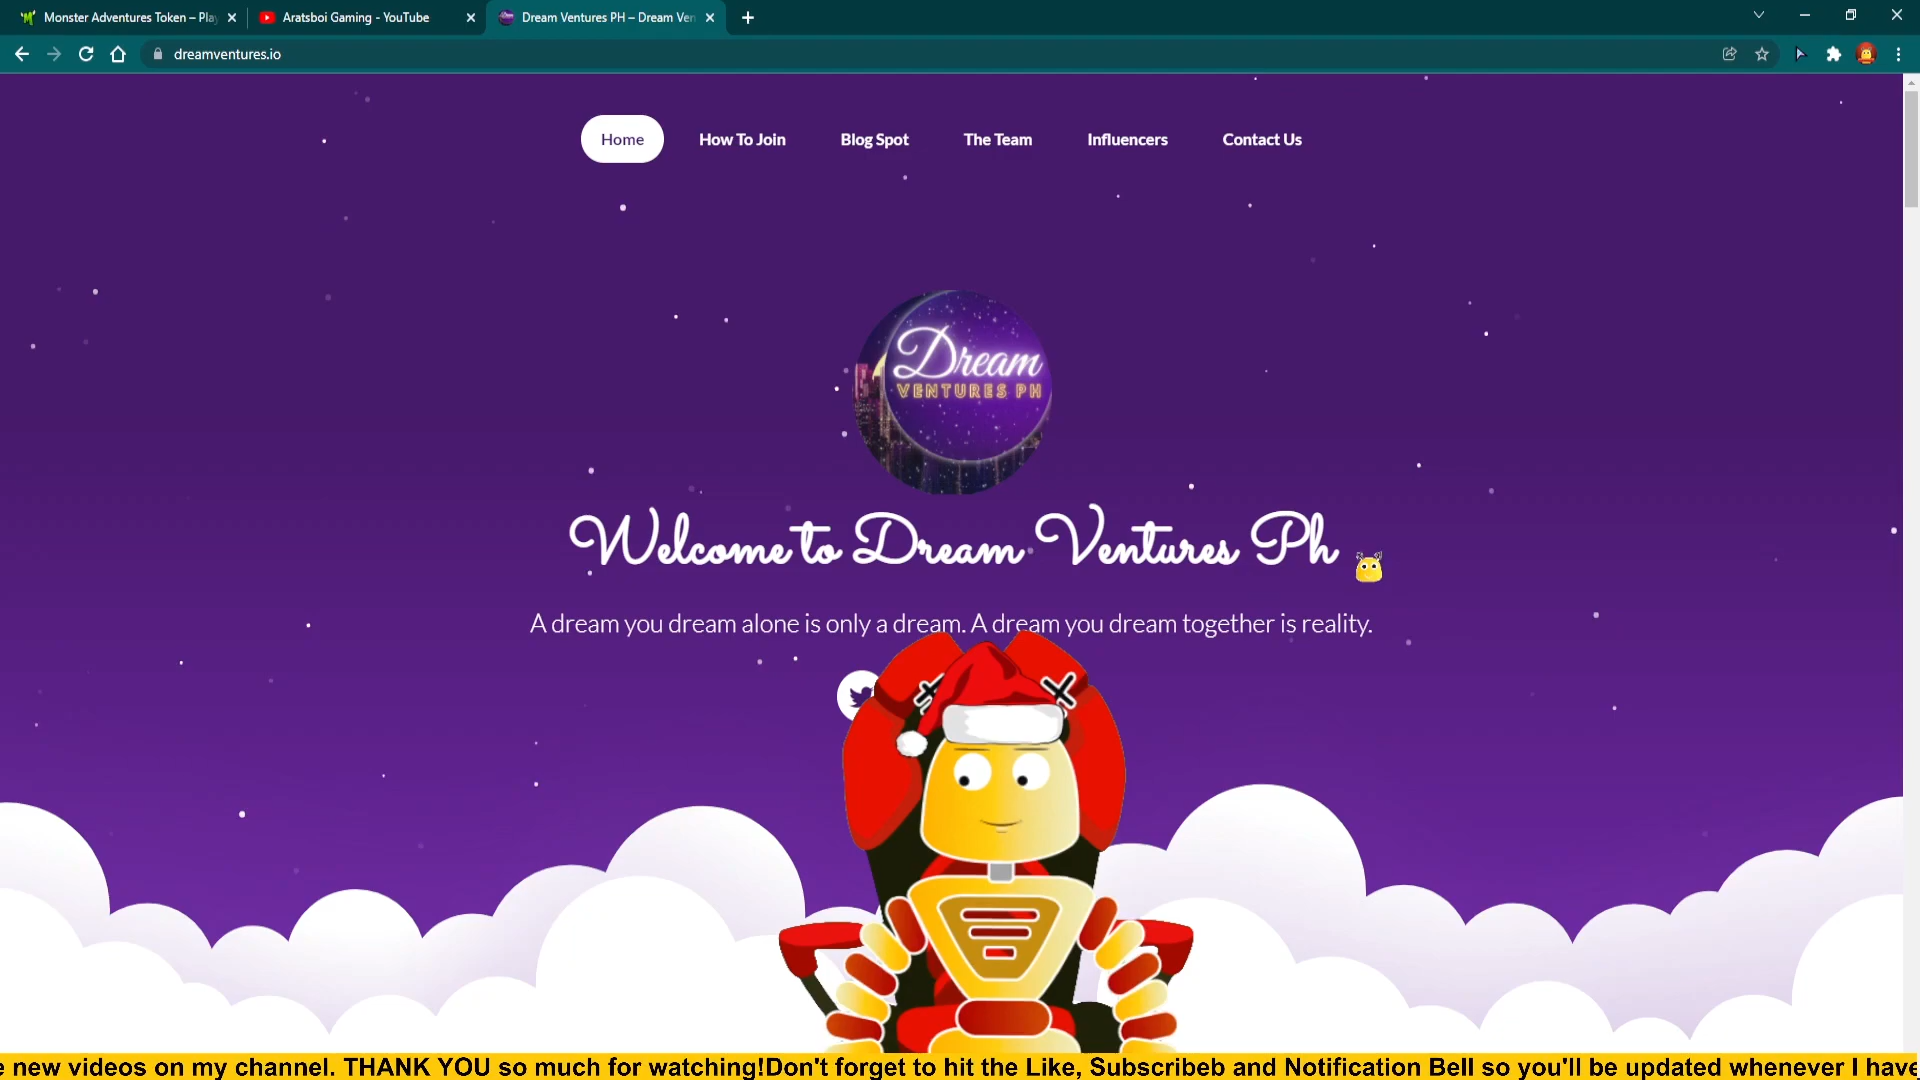 Monster Adventures Token – Play
Aratsboi Gaming - YouTube
Dream Ventures PH – Dream Ven
dreamventures.io
Home
How To Join
Blog Spot
The Team
Influencers
Contact Us
Dream
VENTURES PH
Welcome to Dream Ventures Ph
A dream you dream alone is only a dream. A dream you dream together is reality.
e new videos on my channel. THANK YOU so much for watching!Don't forget to hit the Like, Subscribeb and Notification Bell so you'll be updated whenever I have